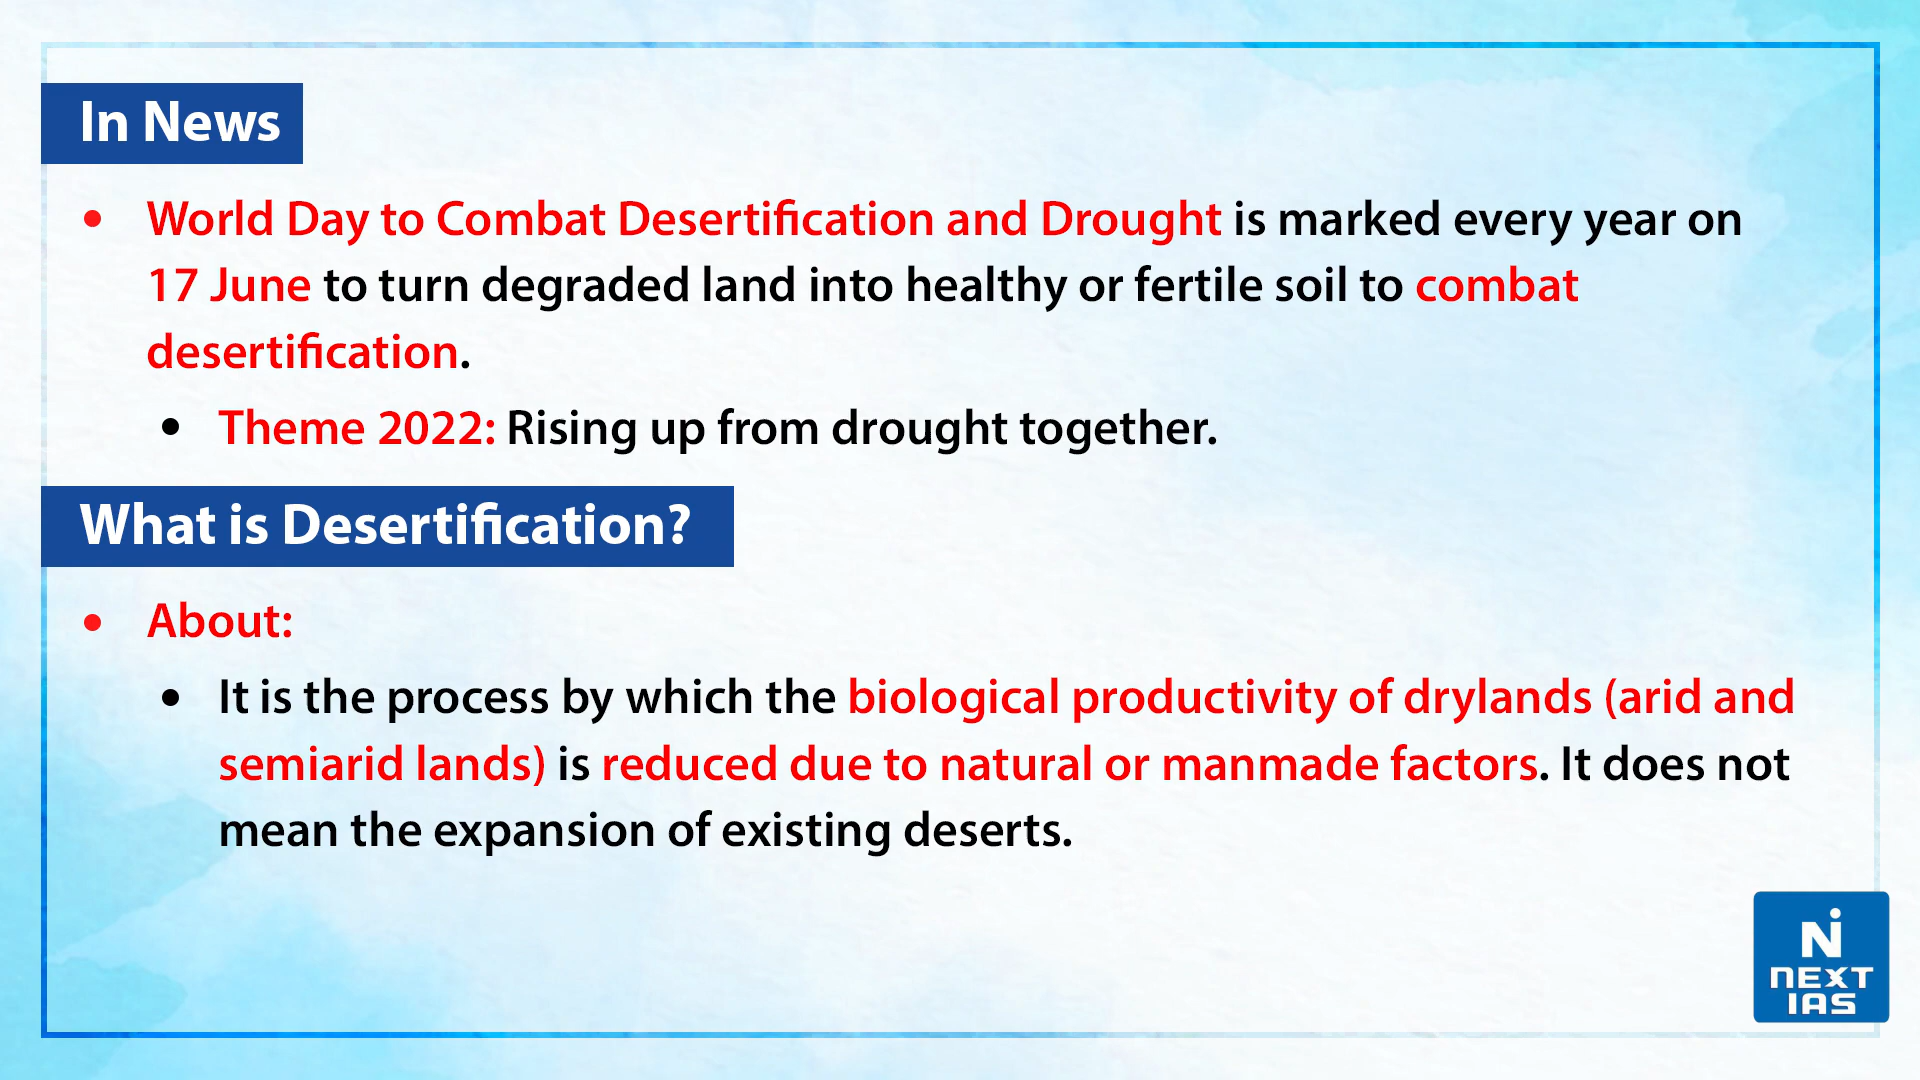 In News
• World Day to Combat Desertification and Drought is marked every year on
17 June to turn degraded land into healthy or fertile soil to combat
desertification.
• Theme 2022: Rising up from drought together.
What is Desertification?
• About:
• It is the process by which the biological productivity of drylands (arid and
semiarid lands) is reduced due to natural or manmade factors. It does not
mean the expansion of existing deserts.
N
NEXT
IAS